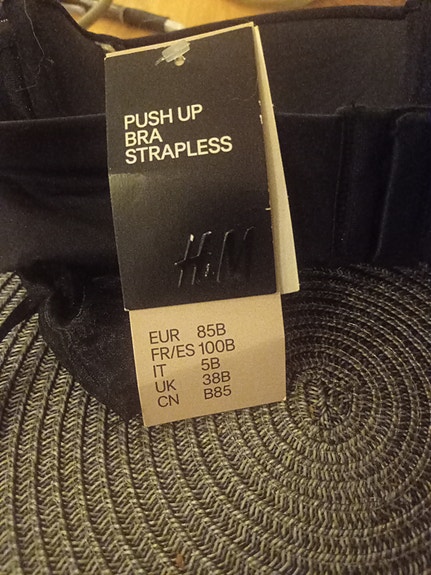 PUSH UP
BRA
STRAPLESS
H&M
EUR 85B
FR/ES 100B
IT 5B
UK 38B
CN B85